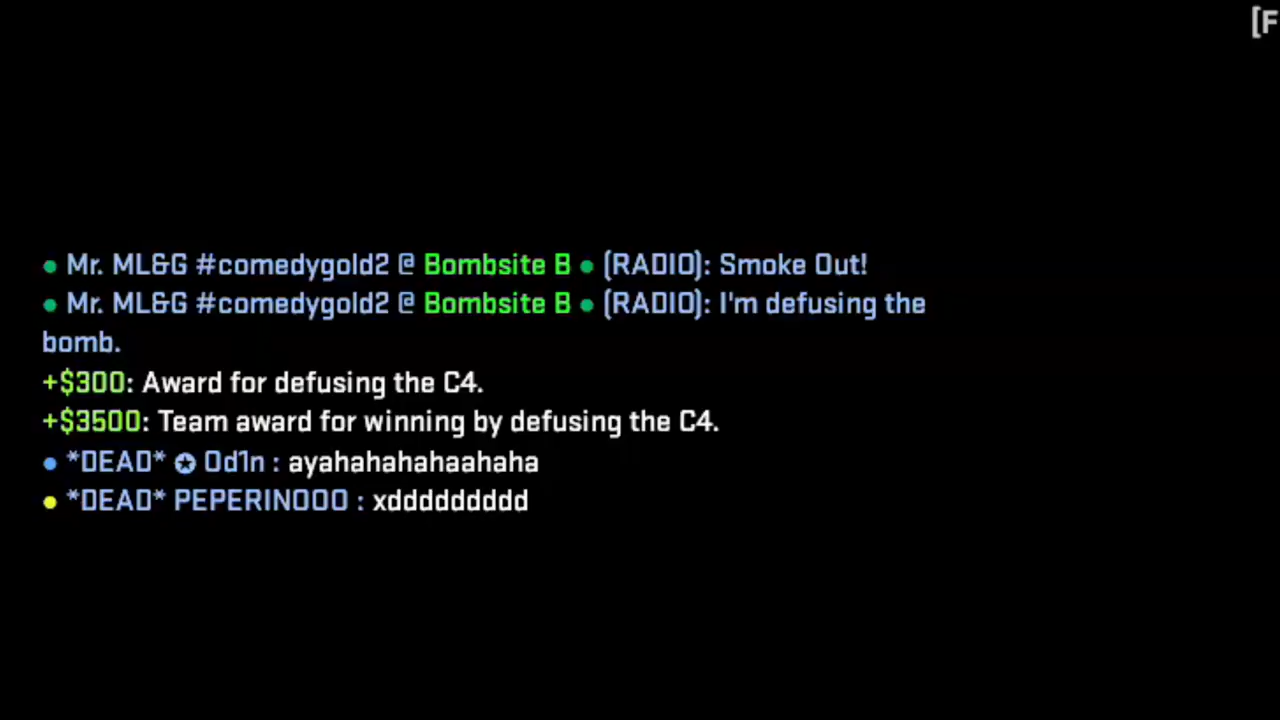 [F
● Mr. ML&G #comedygold2 @ Bombsite B ● (RADIO): Smoke Out!
● Mr. ML&G #comedygold2 @ Bombsite B ● (RADIO): I'm defusing the
bomb.
+$300: Award for defusing the C4.
+$3500: Team award for winning by defusing the C4.
● *DEAD* ✪ Od1n : ayahahahahaahaha
● *DEAD* PEPERINOOO : xddddddddd